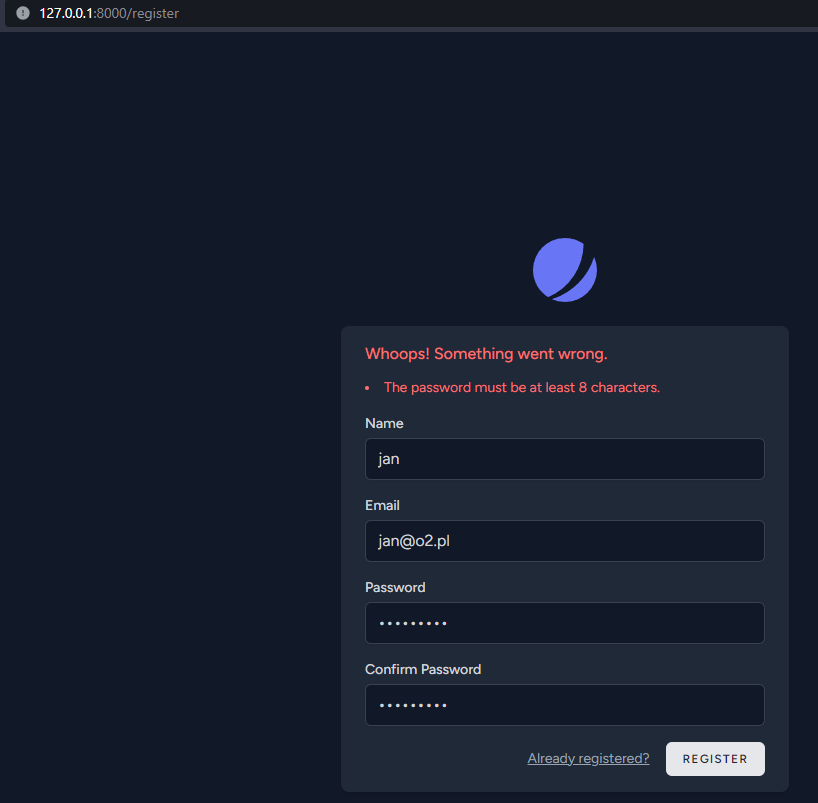 127.0.0.1:8000/register
Whoops! Something went wrong.
• The password must be at least 8 characters.
Name
jan
Email
jan@o2.pl
Password
•••••••••
Confirm Password
•••••••••
Already registered? REGISTER